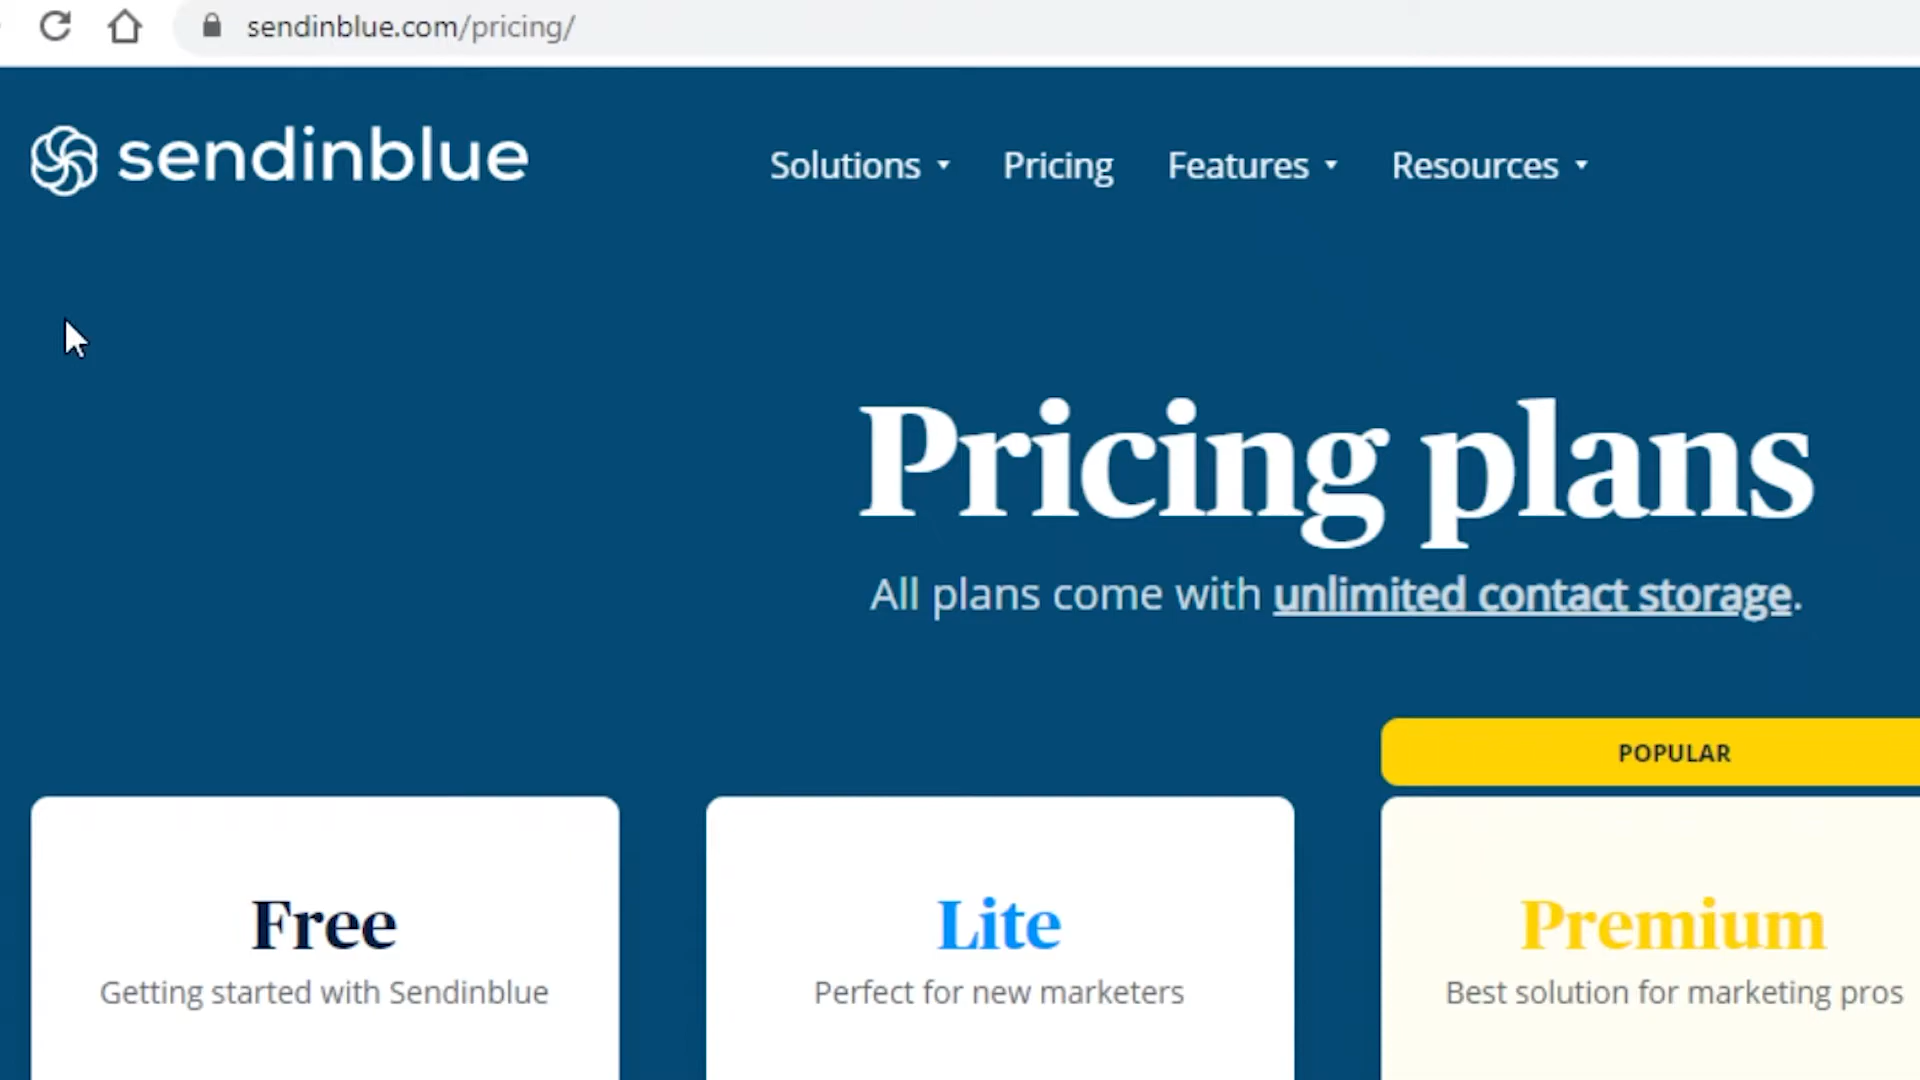 sendinblue.com/pricing/
sendinblue
Solutions Pricing Features Resources
Pricing plans
All plans come with unlimited contact storage.
POPULAR
Free
Getting started with Sendinblue
Lite
Perfect for new marketers
Premium
Best solution for marketing pros